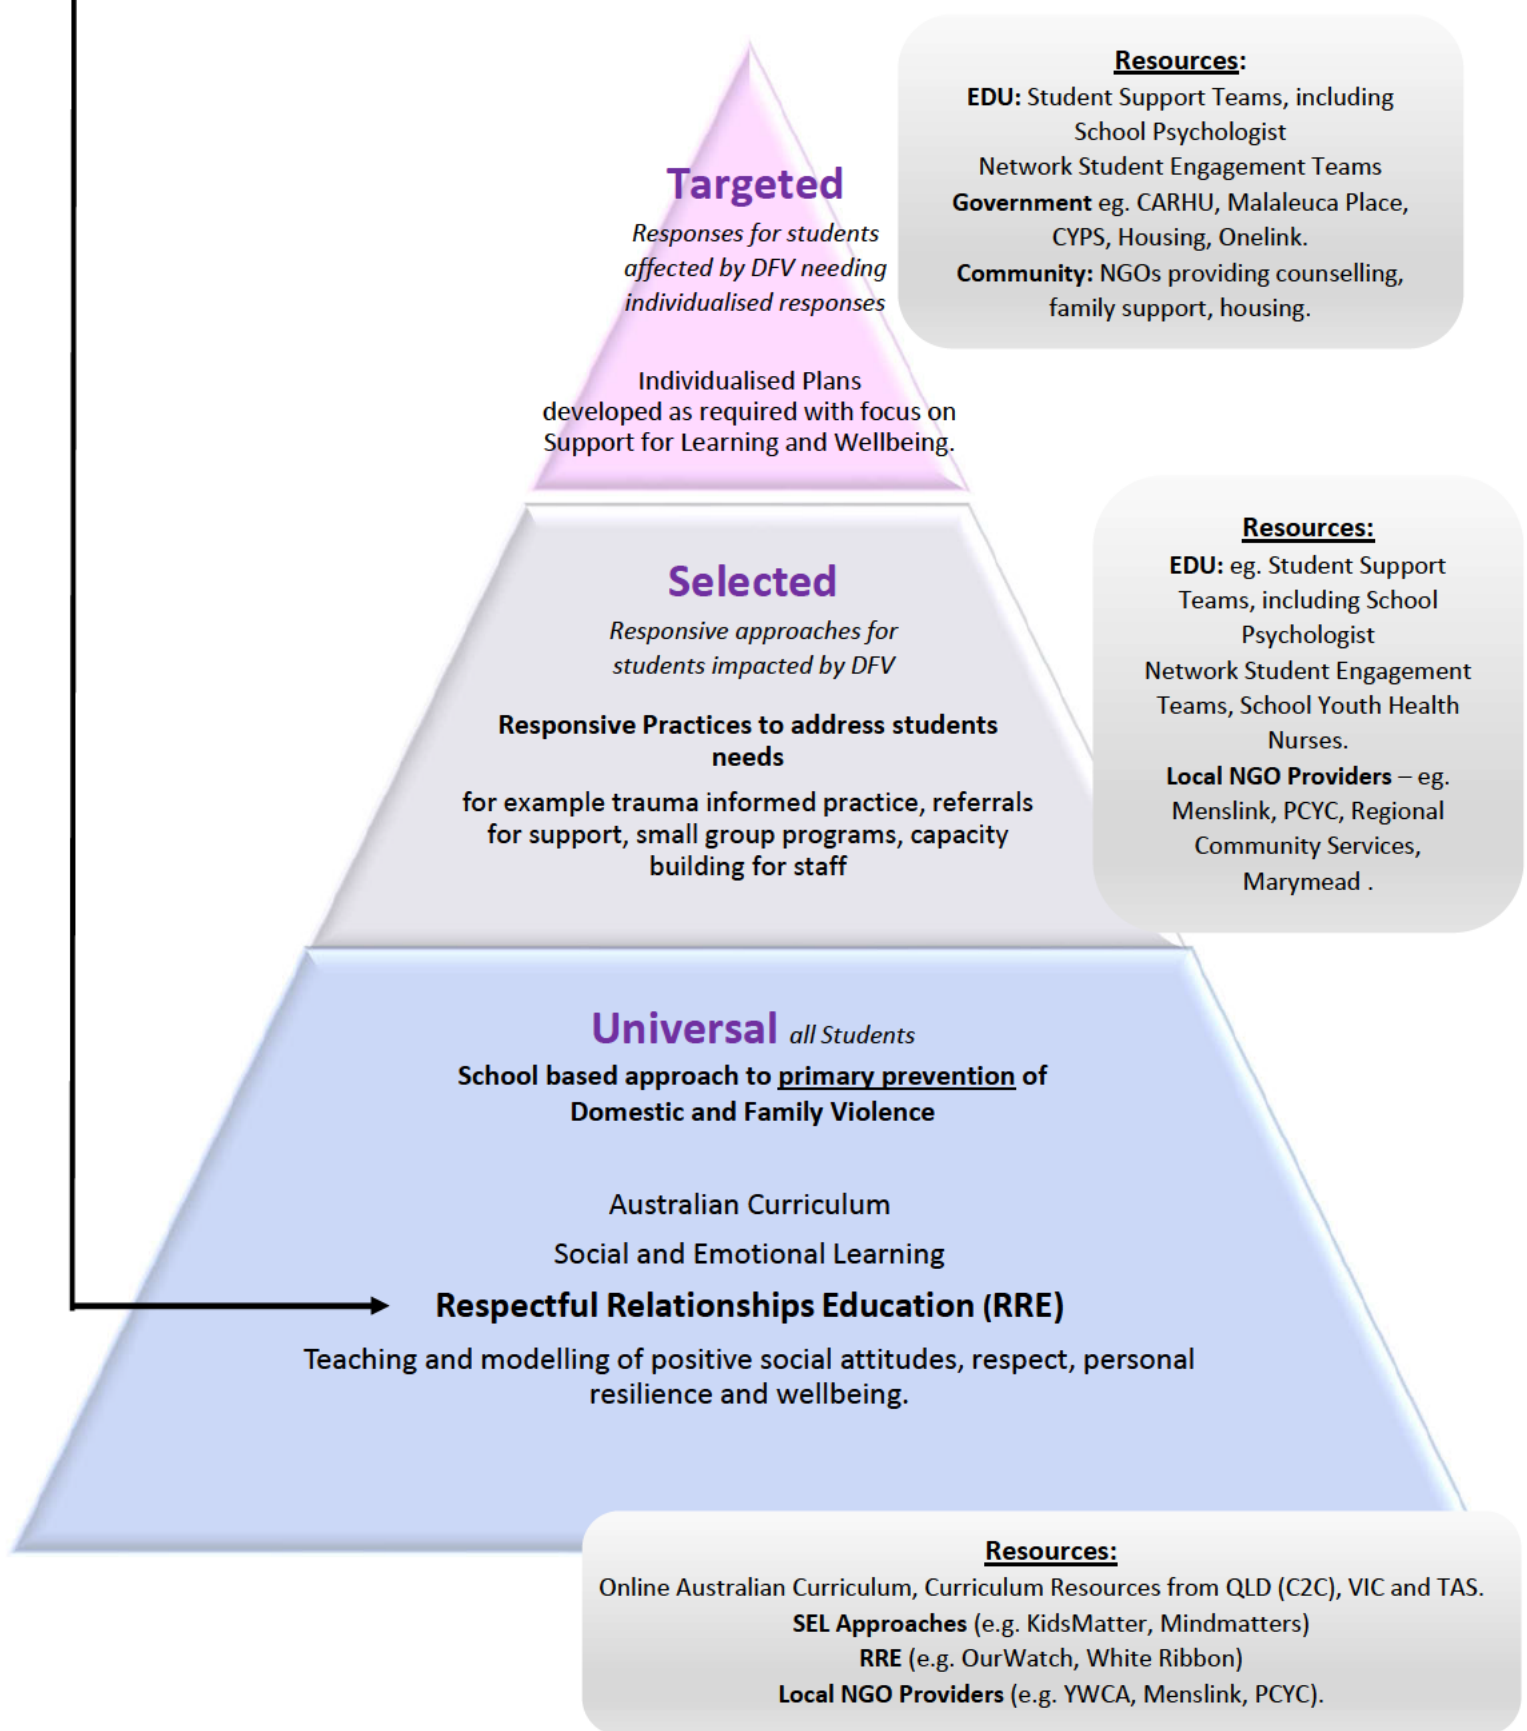 Resources:
EDU: Student Support Teams, including
School Psychologist
Network Student Engagement Teams
Government eg. CARHU, Malaleuca Place,
CYPS, Housing, Onelink.
Community: NGOs providing counselling,
family support, housing.
Targeted
Responses for students
affected by DFV needing
individualised responses
Individualised Plans
developed as required with focus on
Support for Learning and Wellbeing.
Selected
Responsive approaches for
students impacted by DFV
Responsive Practices to address students
needs
for example trauma informed practice, referrals
for support, small group programs, capacity
building for staff
Resources:
EDU: eg. Student Support
Teams, including School
Psychologist
Network Student Engagement
Teams, School Youth Health
Nurses.
Local NGO Providers – eg.
Menslink, PCYC, Regional
Community Services,
Marymead .
Universal all Students
School based approach to primary prevention of
Domestic and Family Violence
Australian Curriculum
Social and Emotional Learning
Respectful Relationships Education (RRE)
Teaching and modelling of positive social attitudes, respect, personal
resilience and wellbeing.
Resources:
Online Australian Curriculum, Curriculum Resources from QLD (C2C), VIC and TAS.
SEL Approaches (e.g. KidsMatter, Mindmatters)
RRE (e.g. OurWatch, White Ribbon)
Local NGO Providers (e.g. YWCA, Menslink, PCYC).